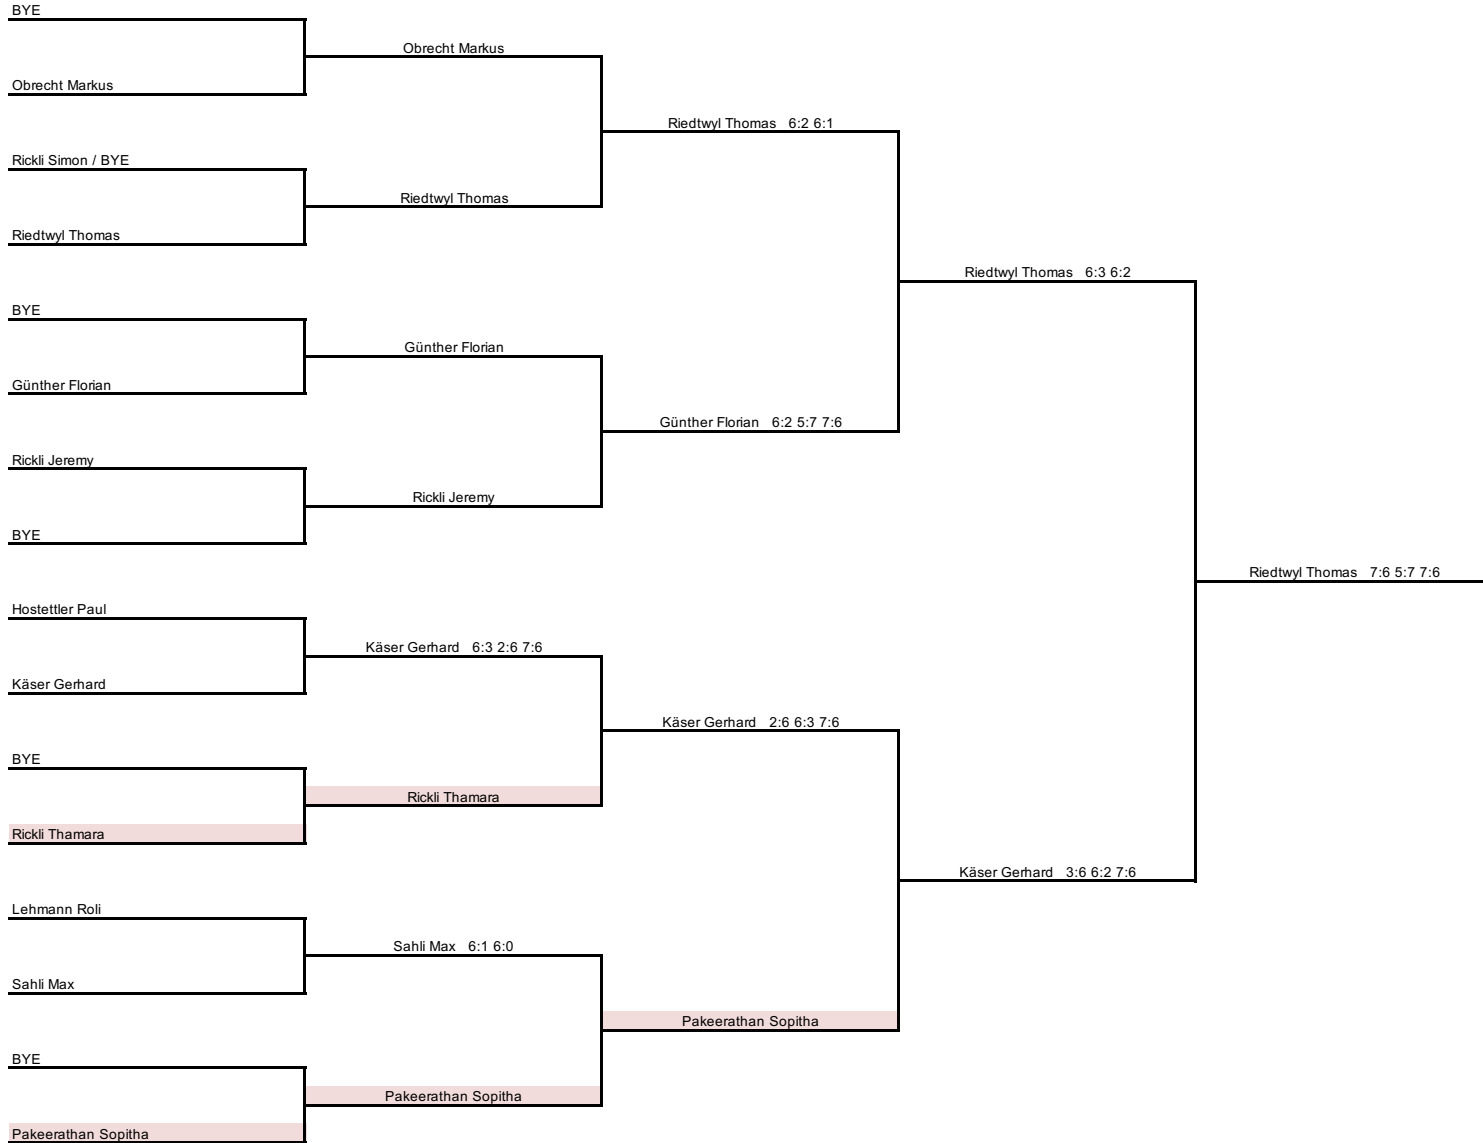 BYE
Obrecht Markus
Obrecht Markus
Riedtwyl Thomas 6:2 6:1
Rickli Simon / BYE
Riedtwyl Thomas
Riedtwyl Thomas
Riedtwyl Thomas 6:3 6:2
BYE
Günther Florian
Günther Florian
Günther Florian 6:2 5:7 7:6
Rickli Jeremy
Rickli Jeremy
BYE
Riedtwyl Thomas 7:6 5:7 7:6
Hostettler Paul
Käser Gerhard 6:3 2:6 7:6
Käser Gerhard
Käser Gerhard 2:6 6:3 7:6
BYE
Rickli Thamara
Rickli Thamara
Käser Gerhard 3:6 6:2 7:6
Lehmann Roli
Sahli Max 6:1 6:0
Sahli Max
Pakeerathan Sopitha
BYE
Pakeerathan Sopitha
Pakeerathan Sopitha